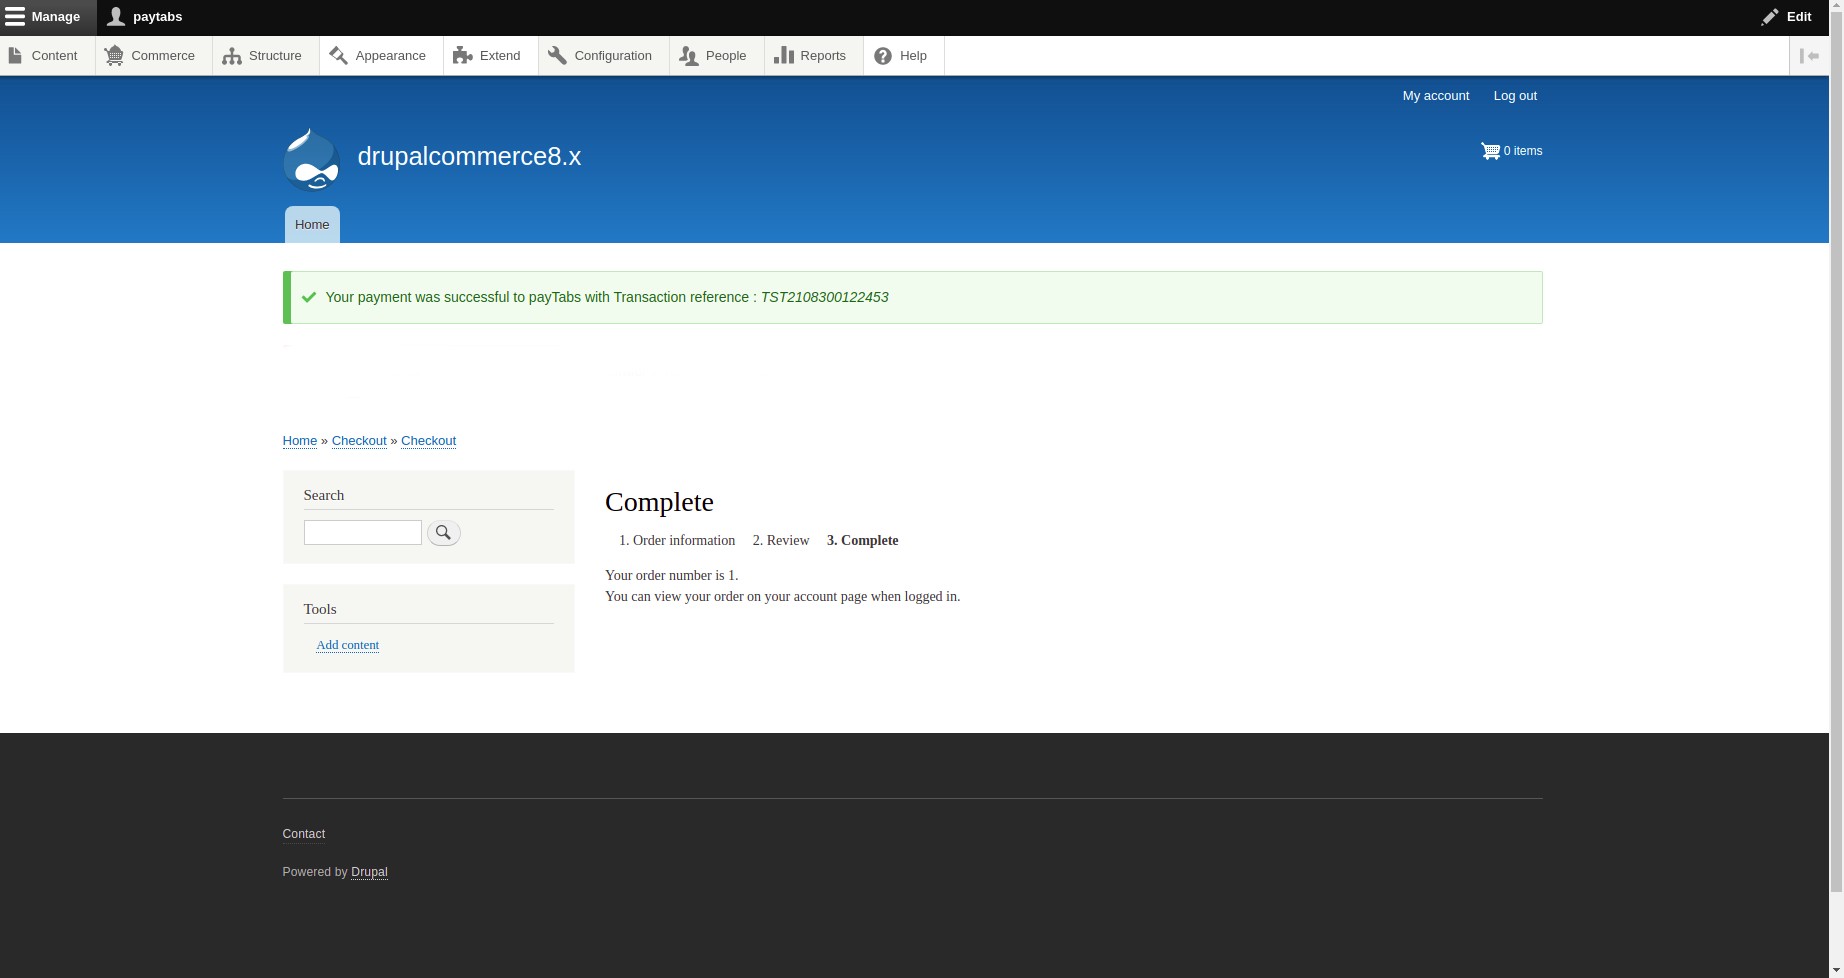 Manage paytabs Edit
Content Commerce Structure Appearance Extend Configuration People Reports Help
My account Log out
drupalcommerce8.x
0 items
Home
Your payment was successful to payTabs with Transaction reference : TST2108300122453
Home » Checkout » Checkout
Search
Complete
1. Order information 2. Review 3. Complete
Your order number is 1.
You can view your order on your account page when logged in.
Tools
Add content
Contact
Powered by Drupal